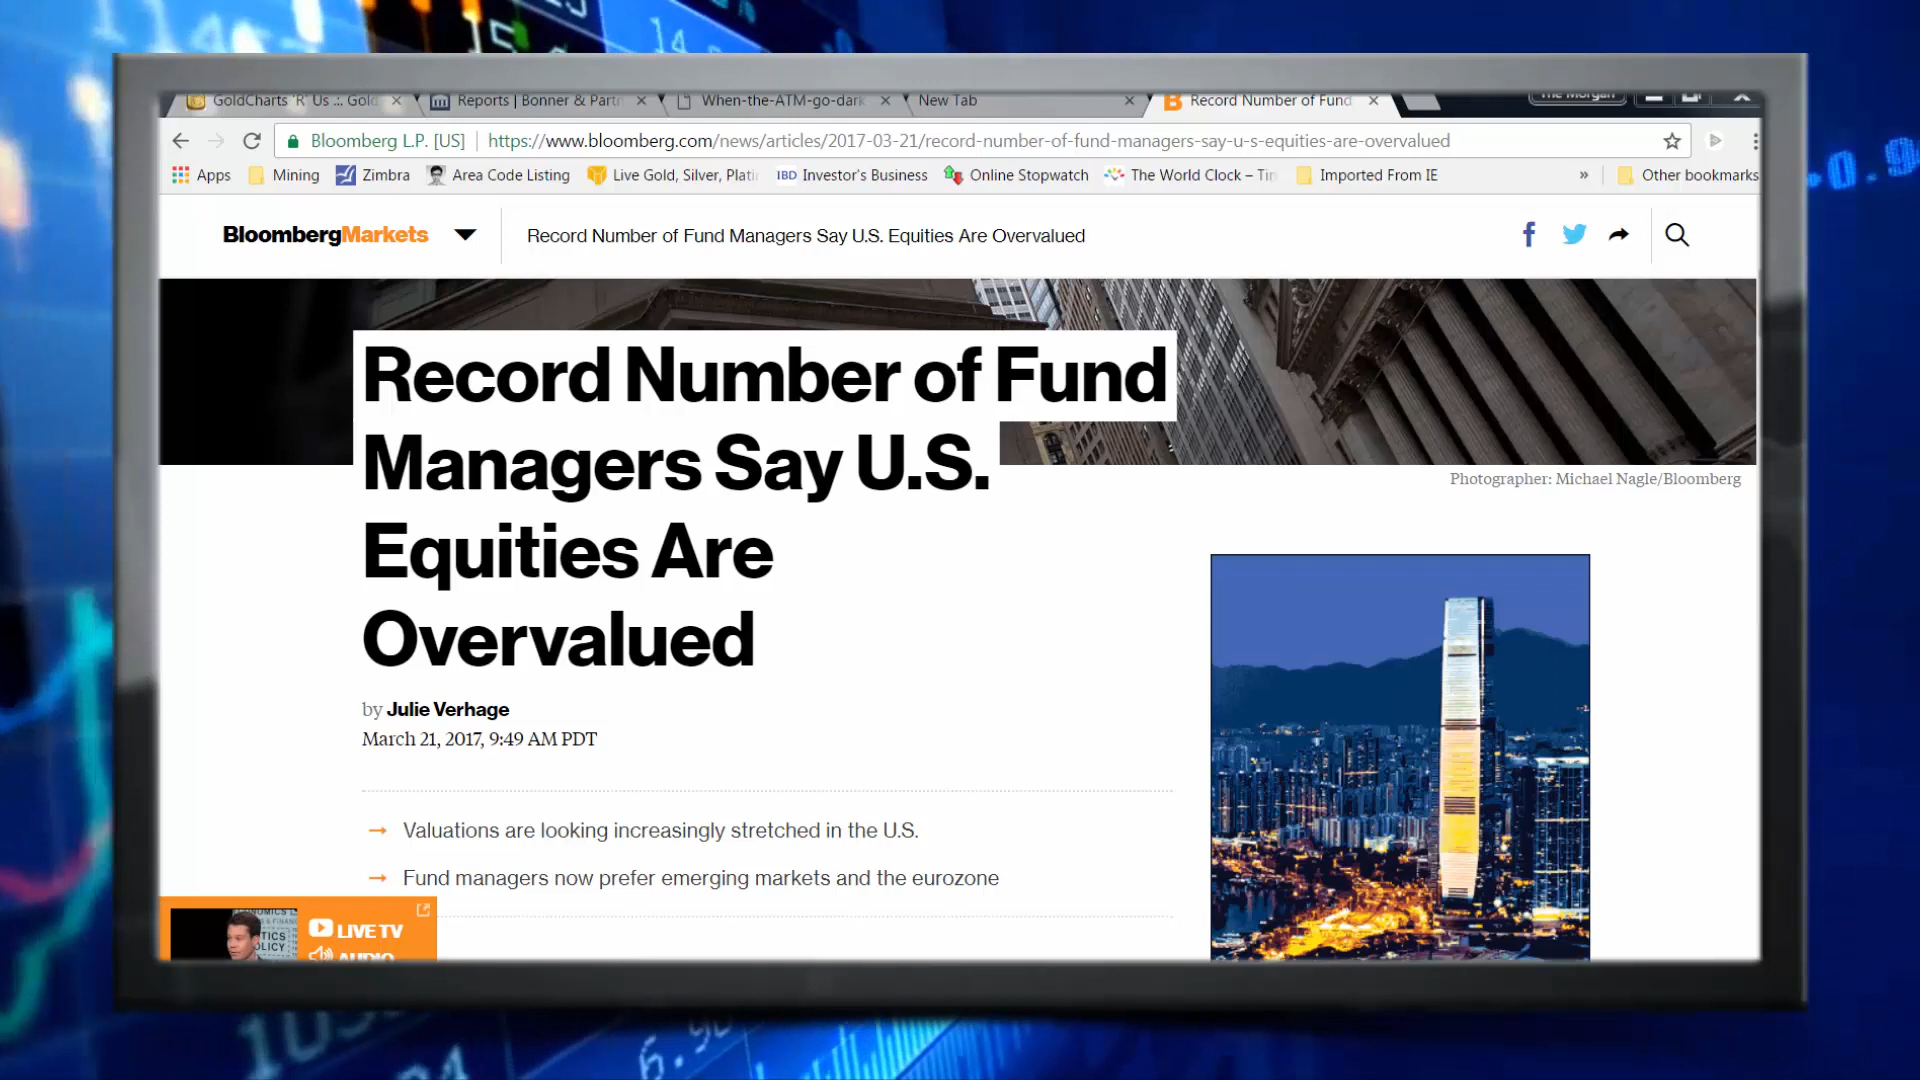 GoldCharts 'R' Us .:. Gold
Reports | Bonner & Partn
When-the-ATM-go-dark
New Tab
Record Number of Fund
The Morgan
Bloomberg L.P. [US]
https://www.bloomberg.com/news/articles/2017-03-21/record-number-of-fund-managers-say-u-s-equities-are-overvalued
Apps
Mining
Zimbra
Area Code Listing
Live Gold, Silver, Plati
IBD Investor's Business
Online Stopwatch
The World Clock – Tim
Imported From IE
»
Other bookmarks
BloombergMarkets
Record Number of Fund Managers Say U.S. Equities Are Overvalued
Record Number of Fund
Managers Say U.S.
Equities Are
Overvalued
Photographer: Michael Nagle/Bloomberg
by Julie Verhage
March 21, 2017, 9:49 AM PDT
→ Valuations are looking increasingly stretched in the U.S.
→ Fund managers now prefer emerging markets and the eurozone
LIVE TV
AUDIO